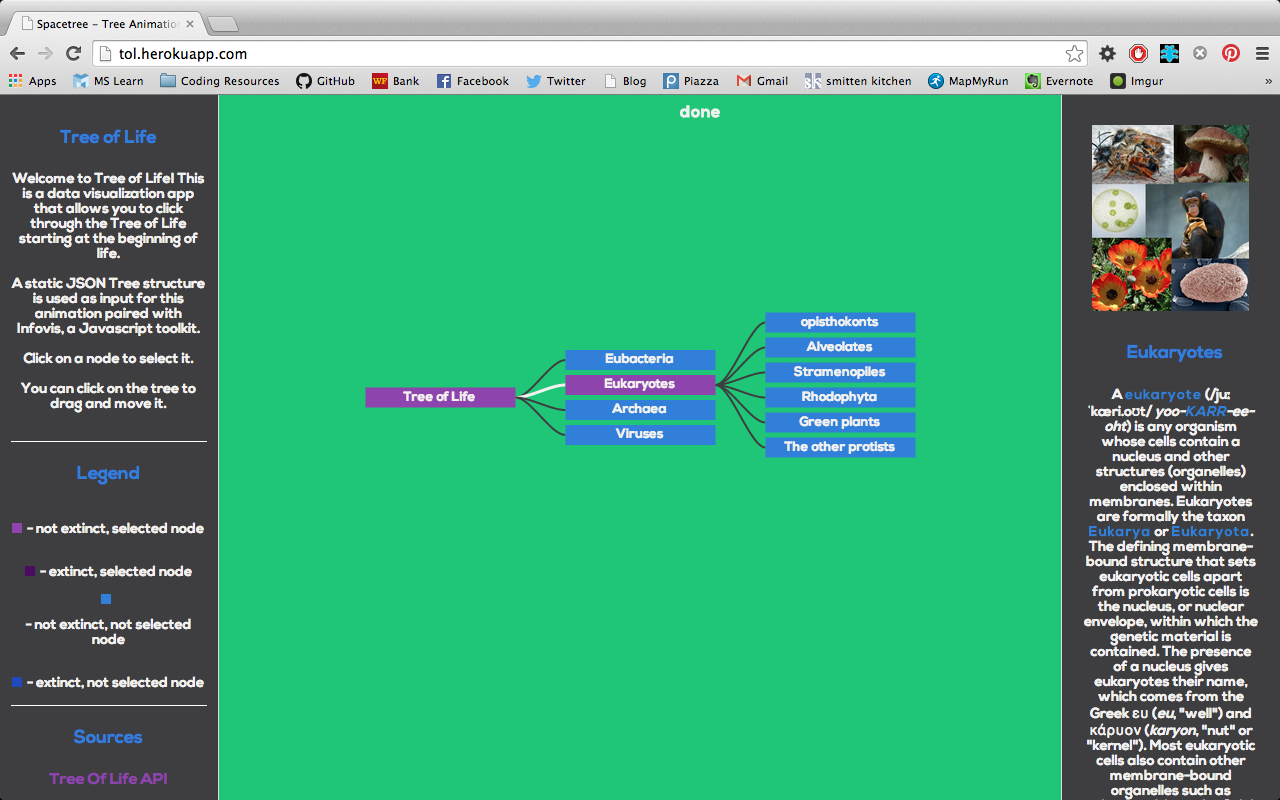 Spacetree - Tree Animatio
tol.herokuapp.com
Apps MS Learn Coding Resources GitHub WF Bank Facebook Twitter Blog Piazza Gmail sk smitten kitchen MapMyRun Evernote Imgur »
Tree of Life
Welcome to Tree of Life! This
is a data visualization app
that allows you to click
through the Tree of Life
starting at the beginning of
life.
A static JSON Tree structure
is used as input for this
animation paired with
Infovis, a Javascript toolkit.
Click on a node to select it.
You can click on the tree to
drag and move it.
Legend
- not extinct, selected node
- extinct, selected node
- not extinct, not selected
node
- extinct, not selected node
Sources
Tree Of Life API
done
Tree of Life
Eubacteria
Eukaryotes
Archaea
Viruses
opisthokonts
Alveolates
Stramenopiles
Rhodophyta
Green plants
The other protists
Eukaryotes
A eukaryote (/juː
ˈkæri.oʊt/ yoo-KARR-ee-
oht) is any organism
whose cells contain a
nucleus and other
structures (organelles)
enclosed within
membranes. Eukaryotes
are formally the taxon
Eukarya or Eukaryota.
The defining membrane-
bound structure that sets
eukaryotic cells apart
from prokaryotic cells is
the nucleus, or nuclear
envelope, within which the
genetic material is
contained. The presence
of a nucleus gives
eukaryotes their name,
which comes from the
Greek ευ (eu, "well") and
κάρυον (karyon, "nut" or
"kernel"). Most eukaryotic
cells also contain other
membrane-bound
organelles such as